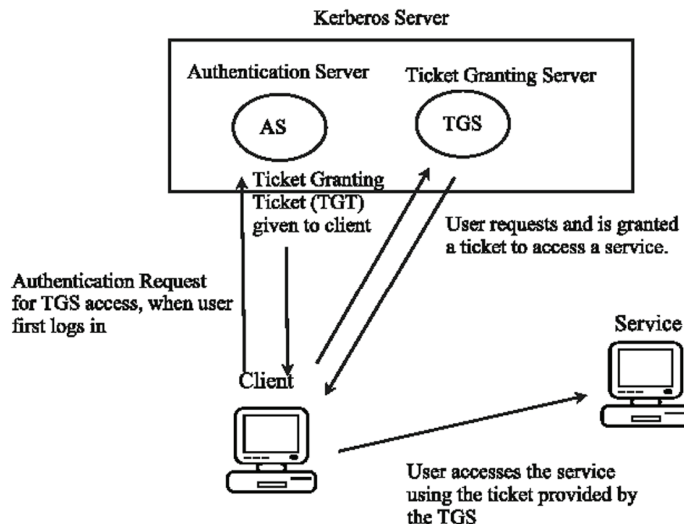 Kerberos Server
Authentication Server
Ticket Granting Server
AS
TGS
Ticket Granting
Ticket (TGT)
given to client
User requests and is granted
a ticket to access a service.
Authentication Request
for TGS access, when user
first logs in
Service
Client
User accesses the service
using the ticket provided by
the TGS